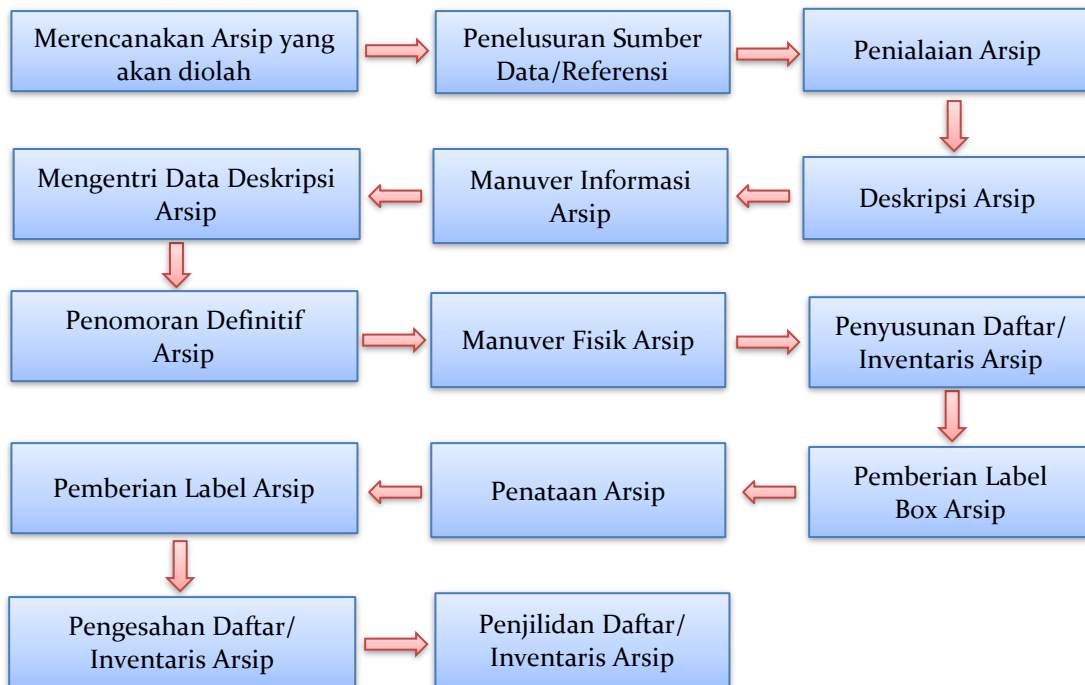 Merencanakan Arsip yang
akan diolah
Penelusuran Sumber
Data/Referensi
Penialaian Arsip
Deskripsi Arsip
Manuver Informasi
Arsip
Mengentri Data Deskripsi
Arsip
Penomoran Definitif
Arsip
Manuver Fisik Arsip
Penyusunan Daftar/
Inventaris Arsip
Pemberian Label
Box Arsip
Penataan Arsip
Pemberian Label Arsip
Pengesahan Daftar/
Inventaris Arsip
Penjilidan Daftar/
Inventaris Arsip